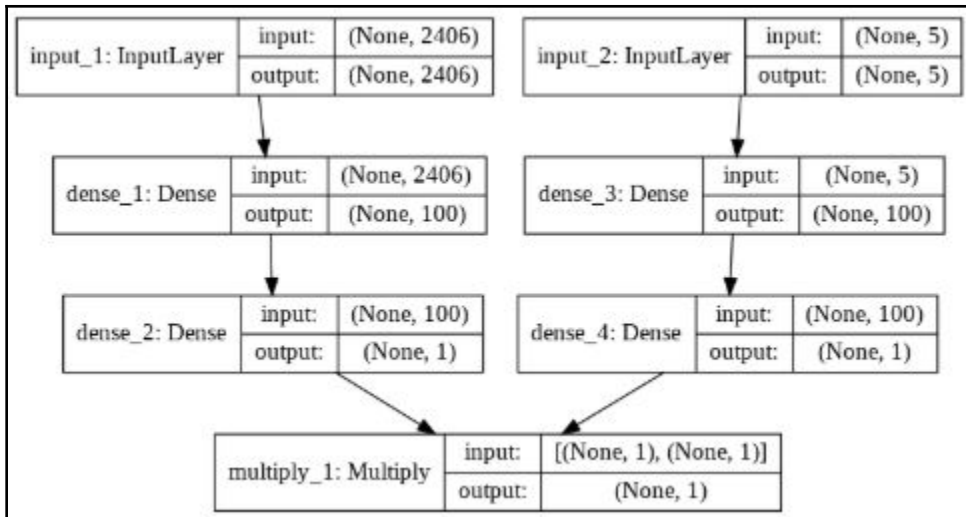 input_1: InputLayer input: (None, 2406)
output: (None, 2406)
input_2: InputLayer input: (None, 5)
output: (None, 5)
dense_1: Dense input: (None, 2406)
output: (None, 100)
dense_3: Dense input: (None, 5)
output: (None, 100)
dense_2: Dense input: (None, 100)
output: (None, 1)
dense_4: Dense input: (None, 100)
output: (None, 1)
multiply_1: Multiply input: [(None, 1), (None, 1)]
output: (None, 1)